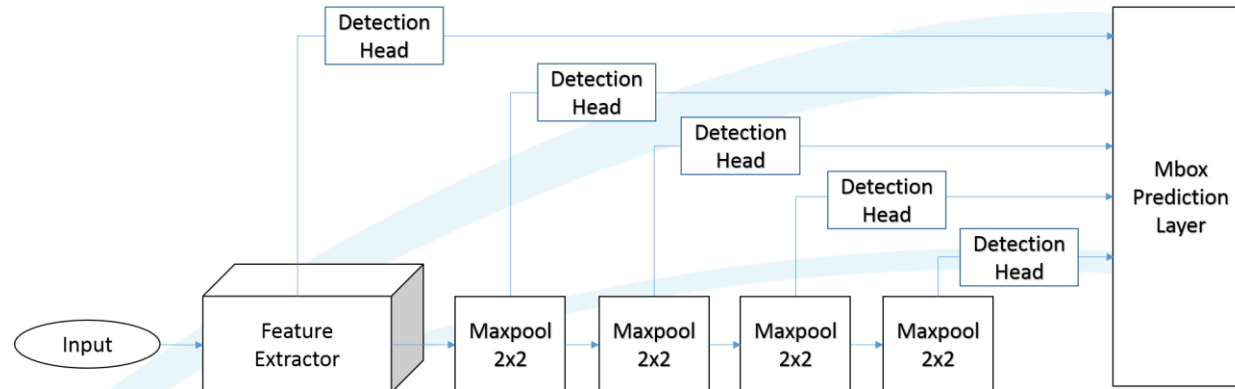 Detection
Head
Detection
Head
Detection
Head
Detection
Head
Detection
Head
Mbox
Prediction
Layer
Input
Feature
Extractor
Maxpool
2x2
Maxpool
2x2
Maxpool
2x2
Maxpool
2x2